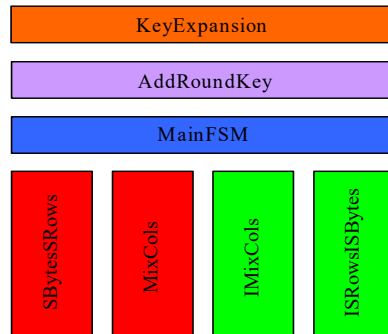 KeyExpansion
AddRoundKey
MainFSM
SBytesSRows
MixCols
IMixCols
ISRowsISBytes